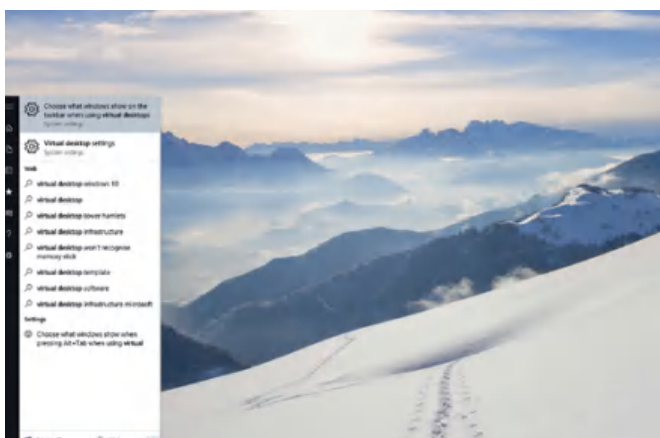 Choose what windows show on the
taskbar when using virtual desktops
System settings
Virtual desktop settings
System settings
Web
virtual desktop windows 10
virtual desktop
virtual desktop tower hamlets
virtual desktop infrastructure
virtual desktop won't recognise
memory stick
virtual desktop template
virtual desktop software
virtual desktop infrastructure microsoft
Settings
Choose what windows show when
pressing Alt+Tab when using virtual